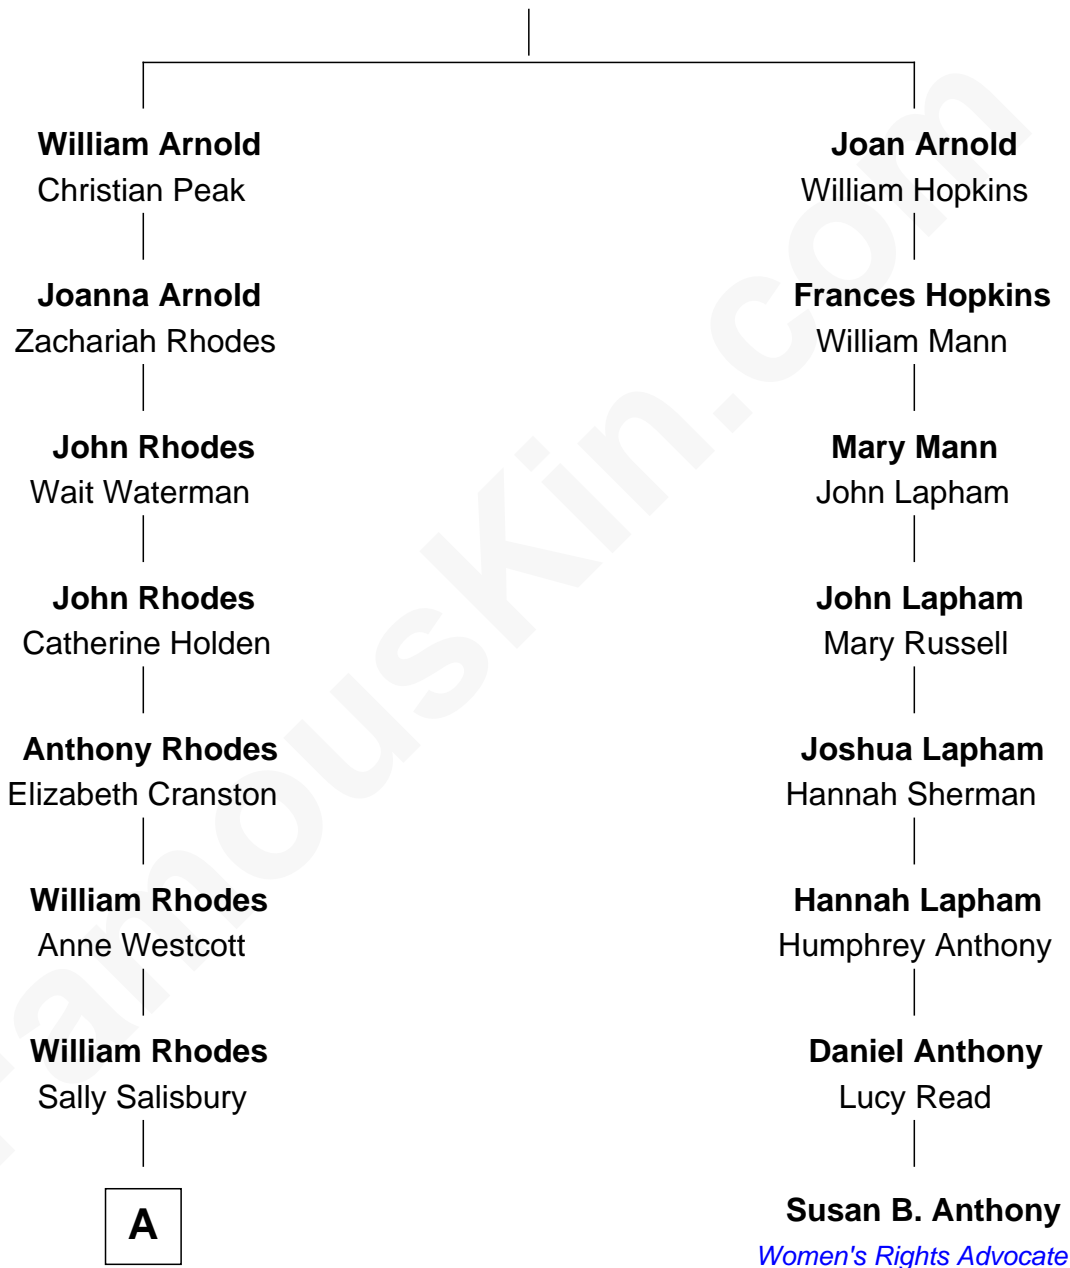 William Arnold
Christian Peak
Joan Arnold
William Hopkins
Joanna Arnold
Zachariah Rhodes
Frances Hopkins
William Mann
John Rhodes
Wait Waterman
Mary Mann
John Lapham
John Rhodes
Catherine Holden
John Lapham
Mary Russell
Anthony Rhodes
Elizabeth Cranston
Joshua Lapham
Hannah Sherman
William Rhodes
Anne Westcott
Hannah Lapham
Humphrey Anthony
William Rhodes
Sally Salisbury
Daniel Anthony
Lucy Read
A
Susan B. Anthony
Women's Rights Advocate
FamousKin.com